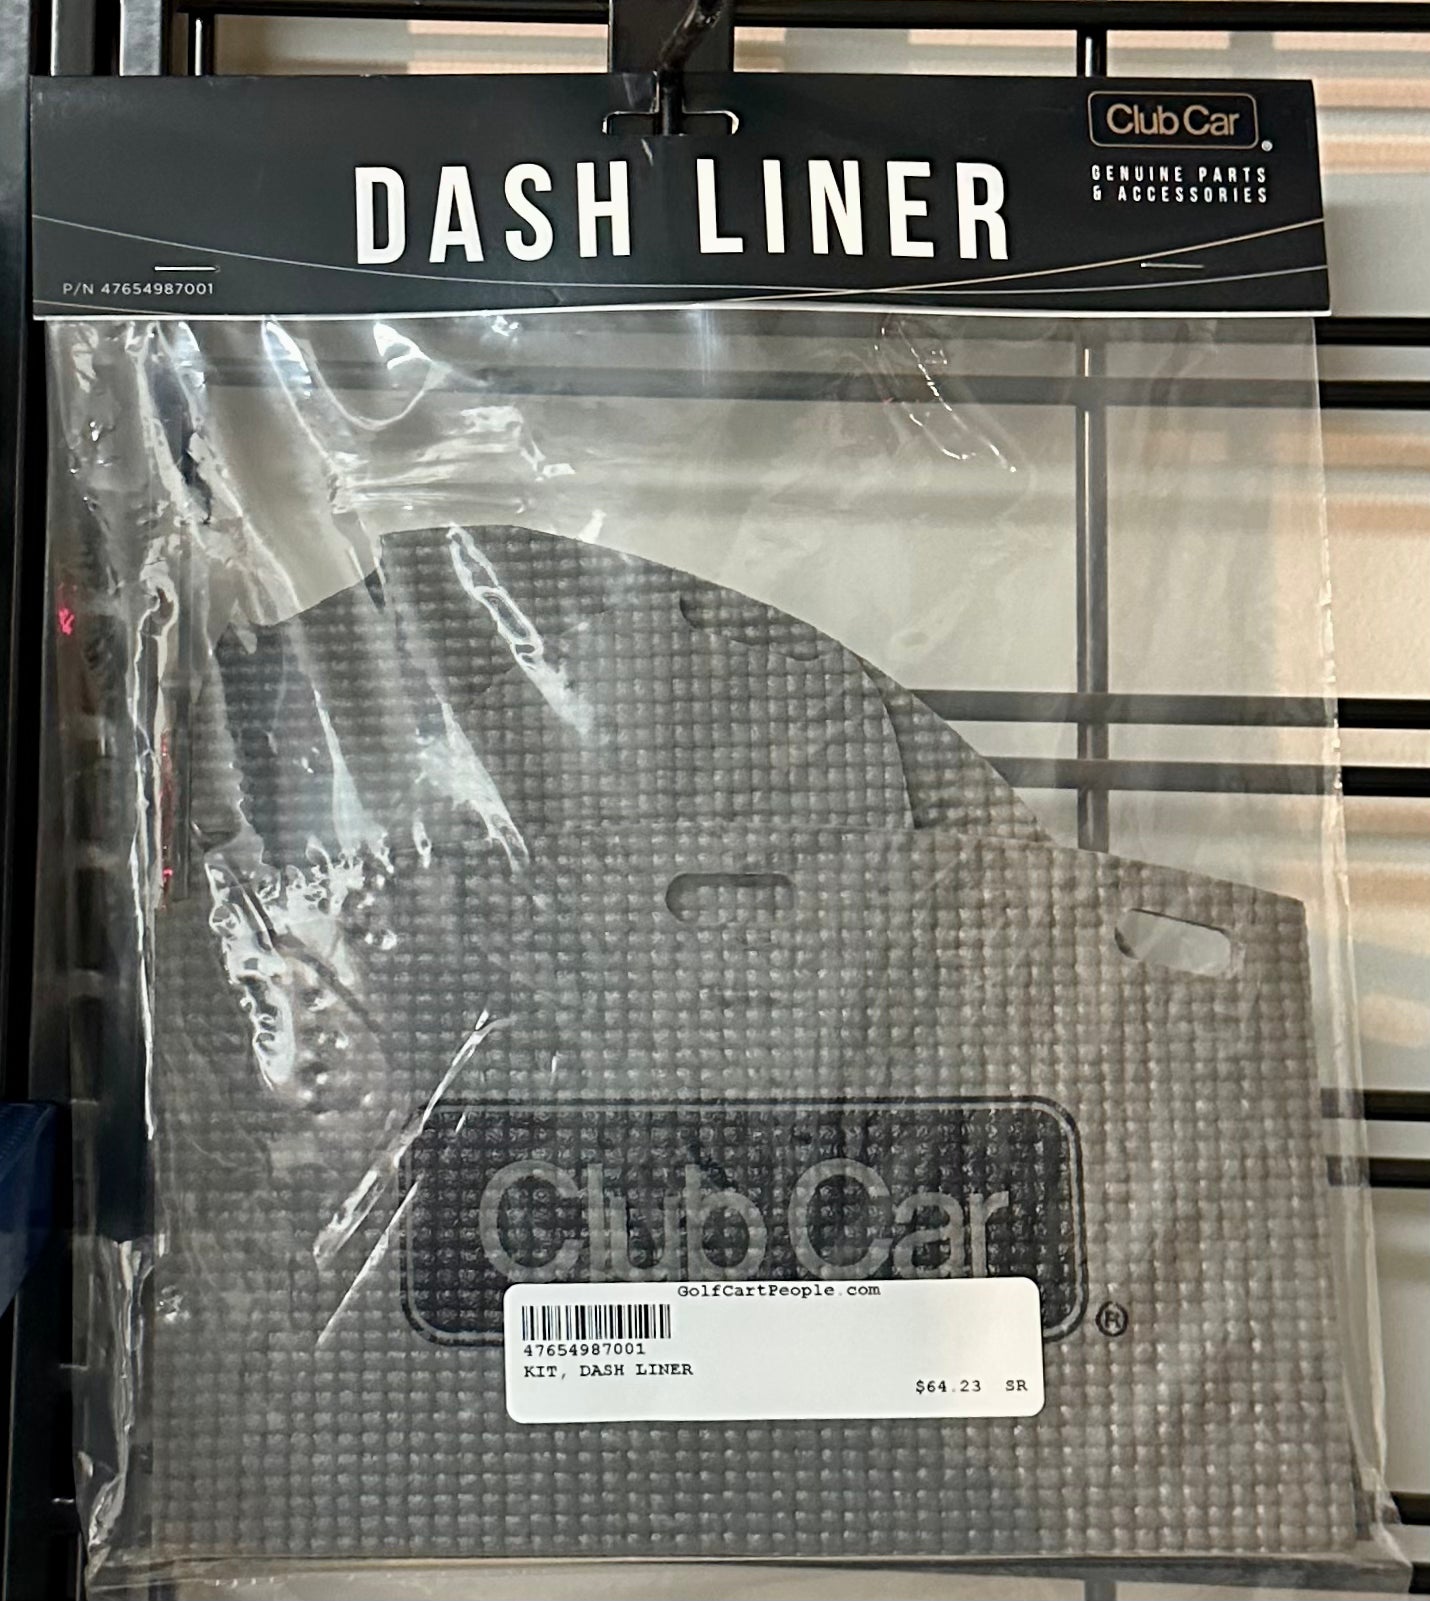 Club Car
GENUINE PARTS
& ACCESSORIES
DASH LINER
P/N 47654987001
Club Car
®
GolfCartPeople.com
47654987001
KIT, DASH LINER
$64.23 SR